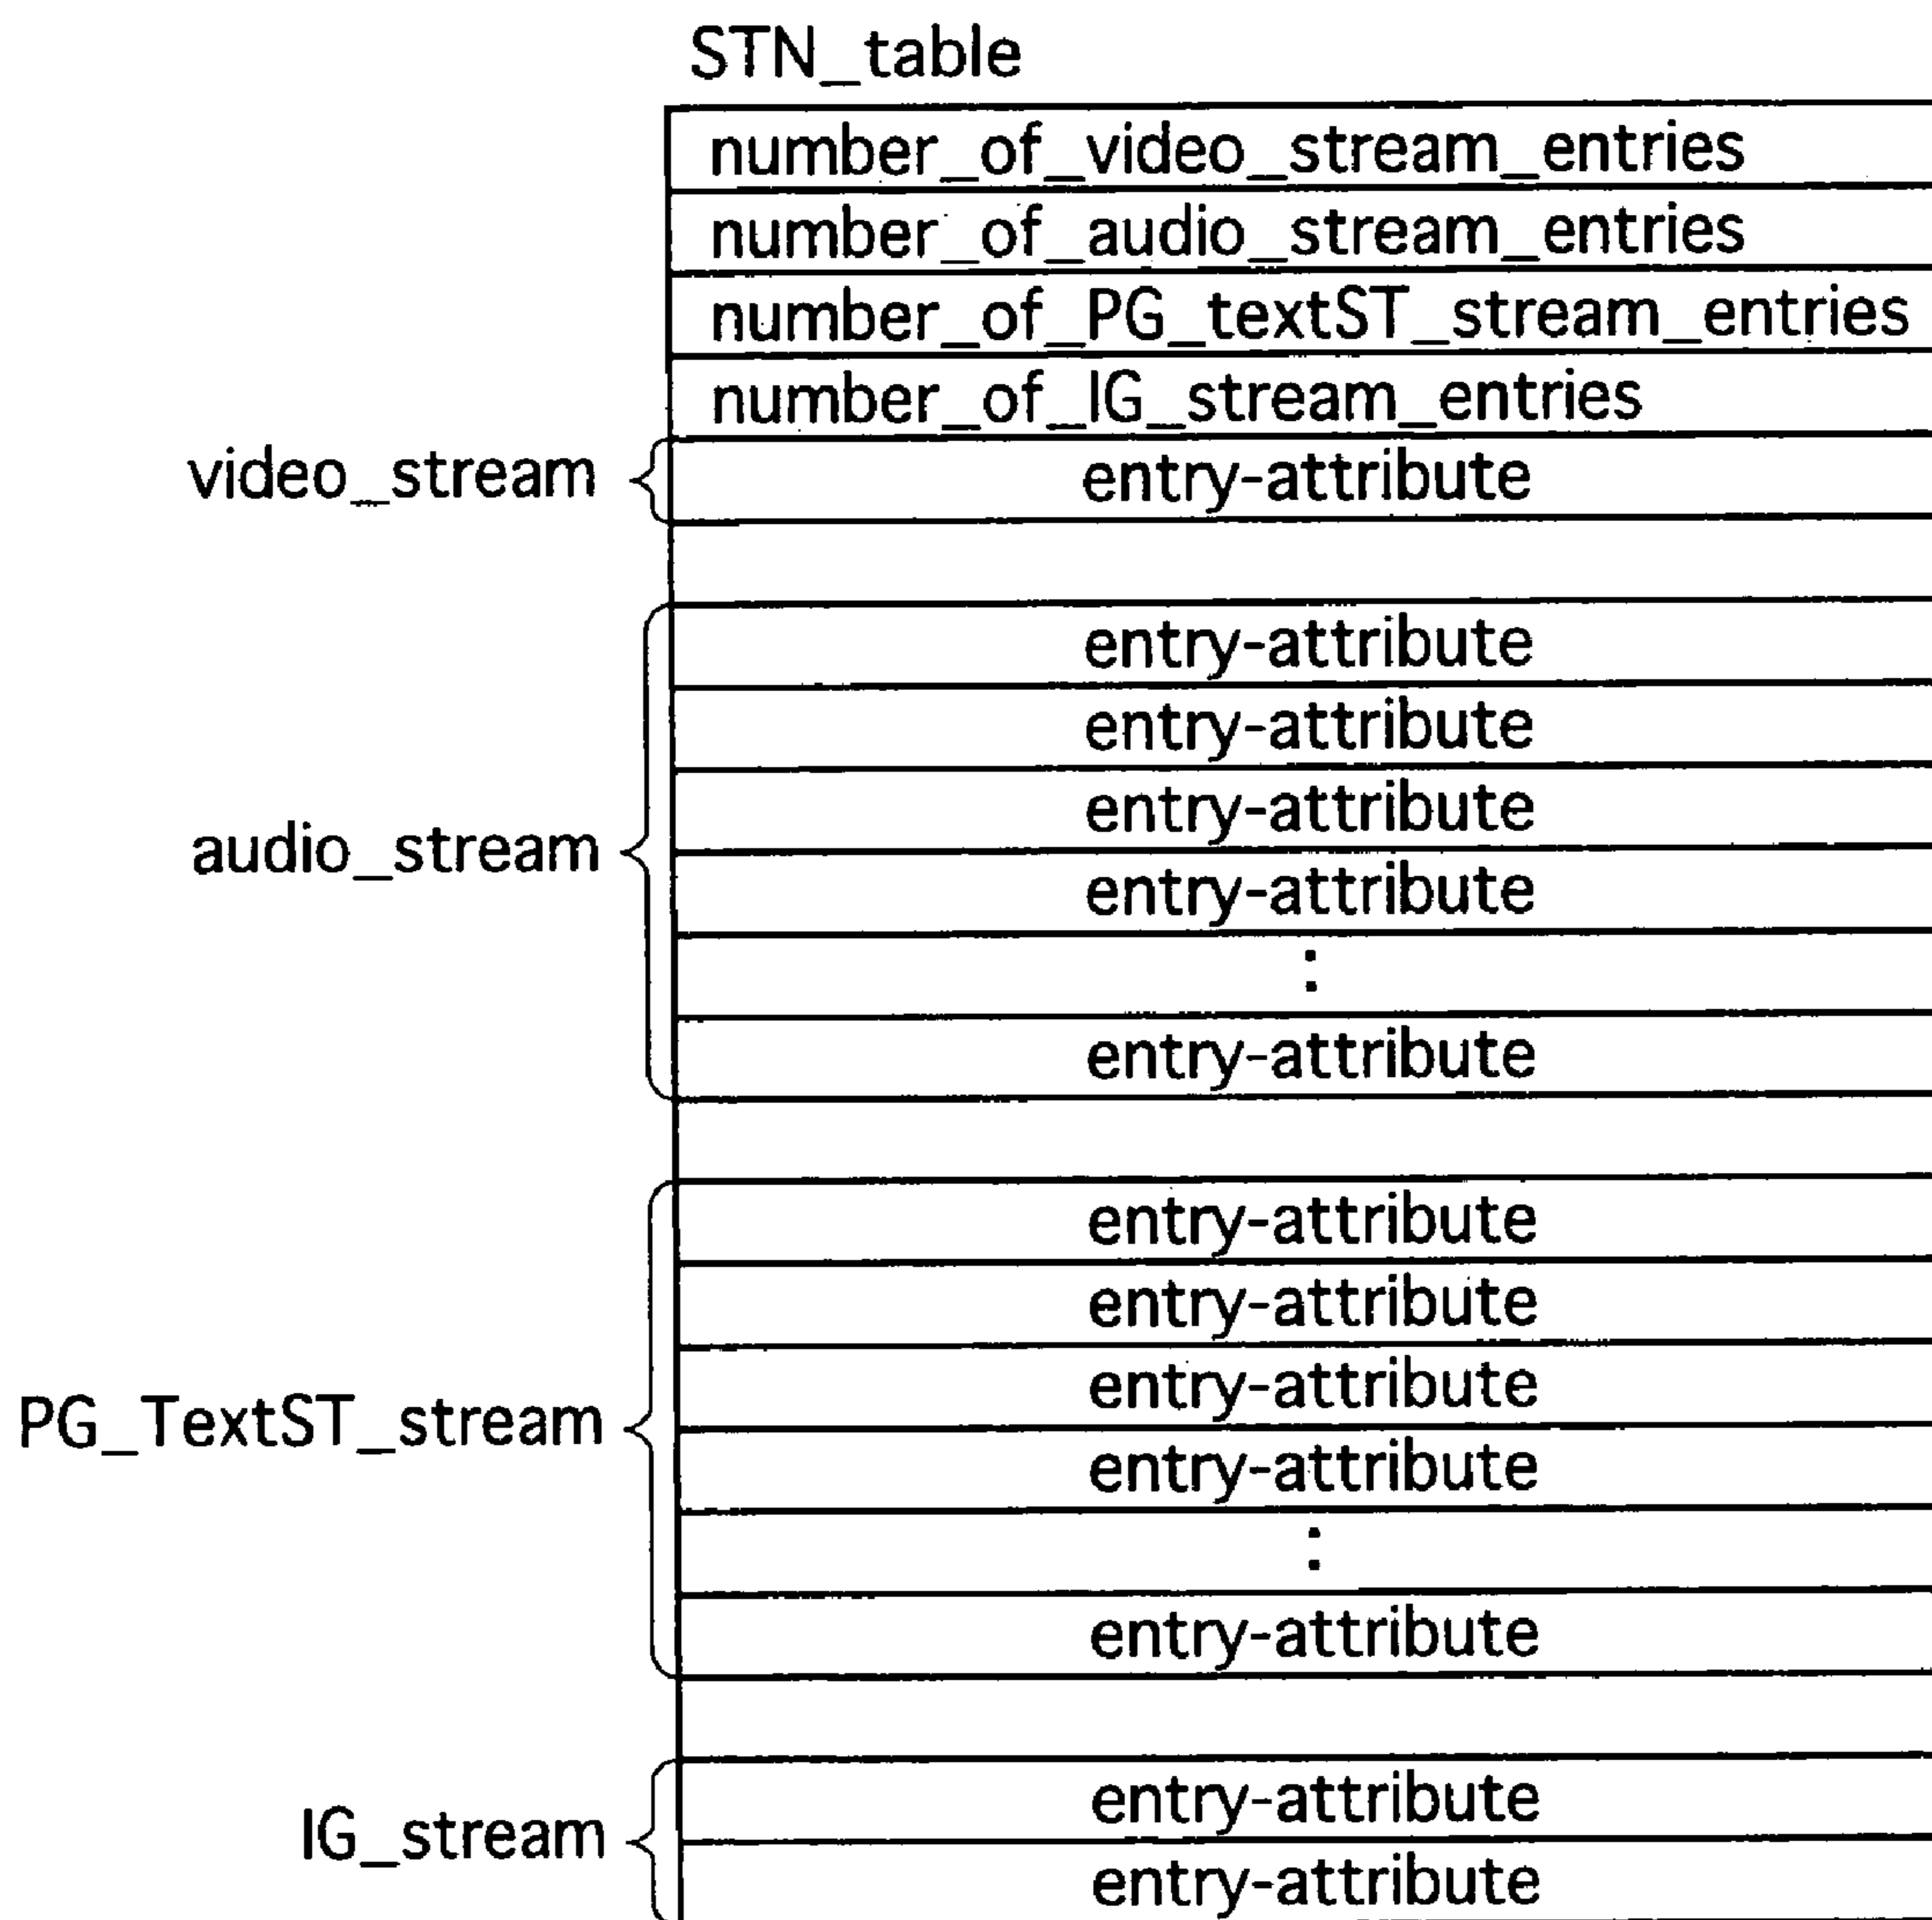 STN_table
number_of_video_stream_entries
number_of_audio_stream_entries
number_of_PG_textST_stream_entries
number_of_IG_stream_entries
video_stream entry-attribute
entry-attribute
entry-attribute
audio_stream entry-attribute
entry-attribute
:
entry-attribute
entry-attribute
entry-attribute
entry-attribute
PG_TextST_stream entry-attribute
:
entry-attribute
entry-attribute
IG_stream entry-attribute